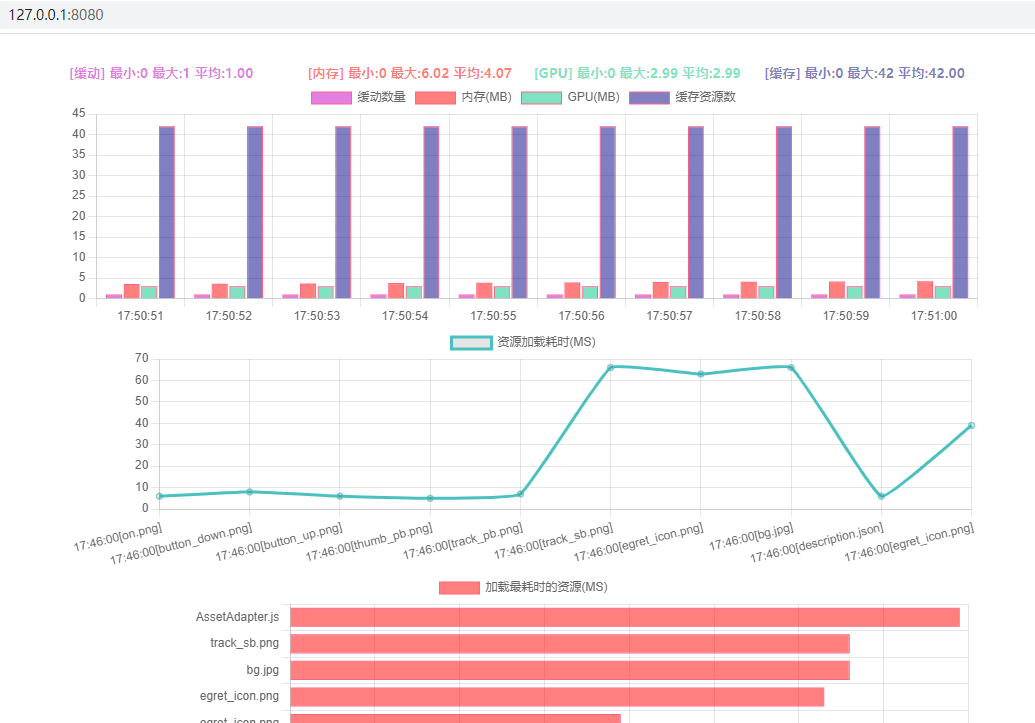 127.0.0.1:8080
[缓动] 最小:0 最大:1 平均:1.00 [内存] 最小:0 最大:6.02 平均:4.07 [GPU] 最小:0 最大:2.99 平均:2.99 [缓存] 最小:0 最大:42 平均:42.00
缓动数量 内存(MB) GPU(MB) 缓存资源数
45
40
35
30
25
20
15
10
5
0
17:50:51 17:50:52 17:50:53 17:50:54 17:50:55 17:50:56 17:50:57 17:50:58 17:50:59 17:51:00
资源加载耗时(MS)
70
60
50
40
30
20
10
0
17:46:00[on.png]
17:46:00[button_down.png]
17:46:00[button_up.png]
17:46:00[thumb_pb.png]
17:46:00[track_pb.png]
17:46:00[track_sb.png]
17:46:00[egret_icon.png]
17:46:00[bg.jpg]
17:46:00[description.json]
17:46:00[egret_icon.png]
加载最耗时的资源(MS)
AssetAdapter.js
track_sb.png
bg.jpg
egret_icon.png
egret_icon.png